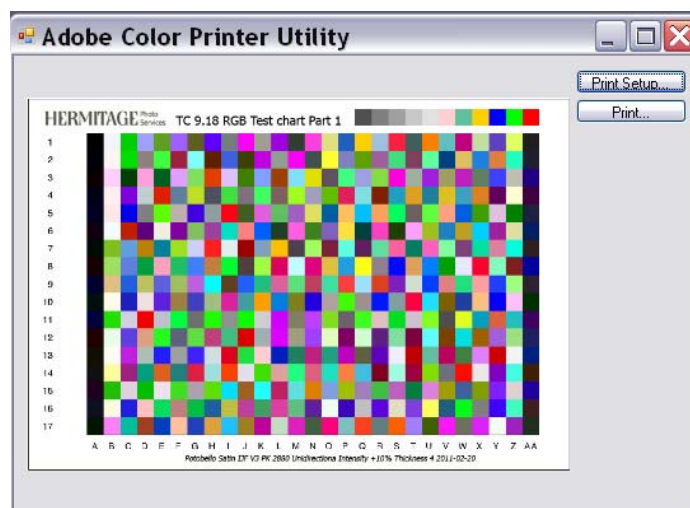 Adobe Color Printer Utility
Print Setup...
Print...
HERMITAGE Photo Services TC 9.18 RGB Test chart Part 1
1
2
3
4
5
6
7
8
9
10
11
12
13
14
15
16
17
A B C D E F G H I J K L M N O P Q R S T U V W X Y Z AA
Potobello Satin IJF V3 PK 2880 Unidirectiona Intensity +10% Thickness 4 2011-02-20